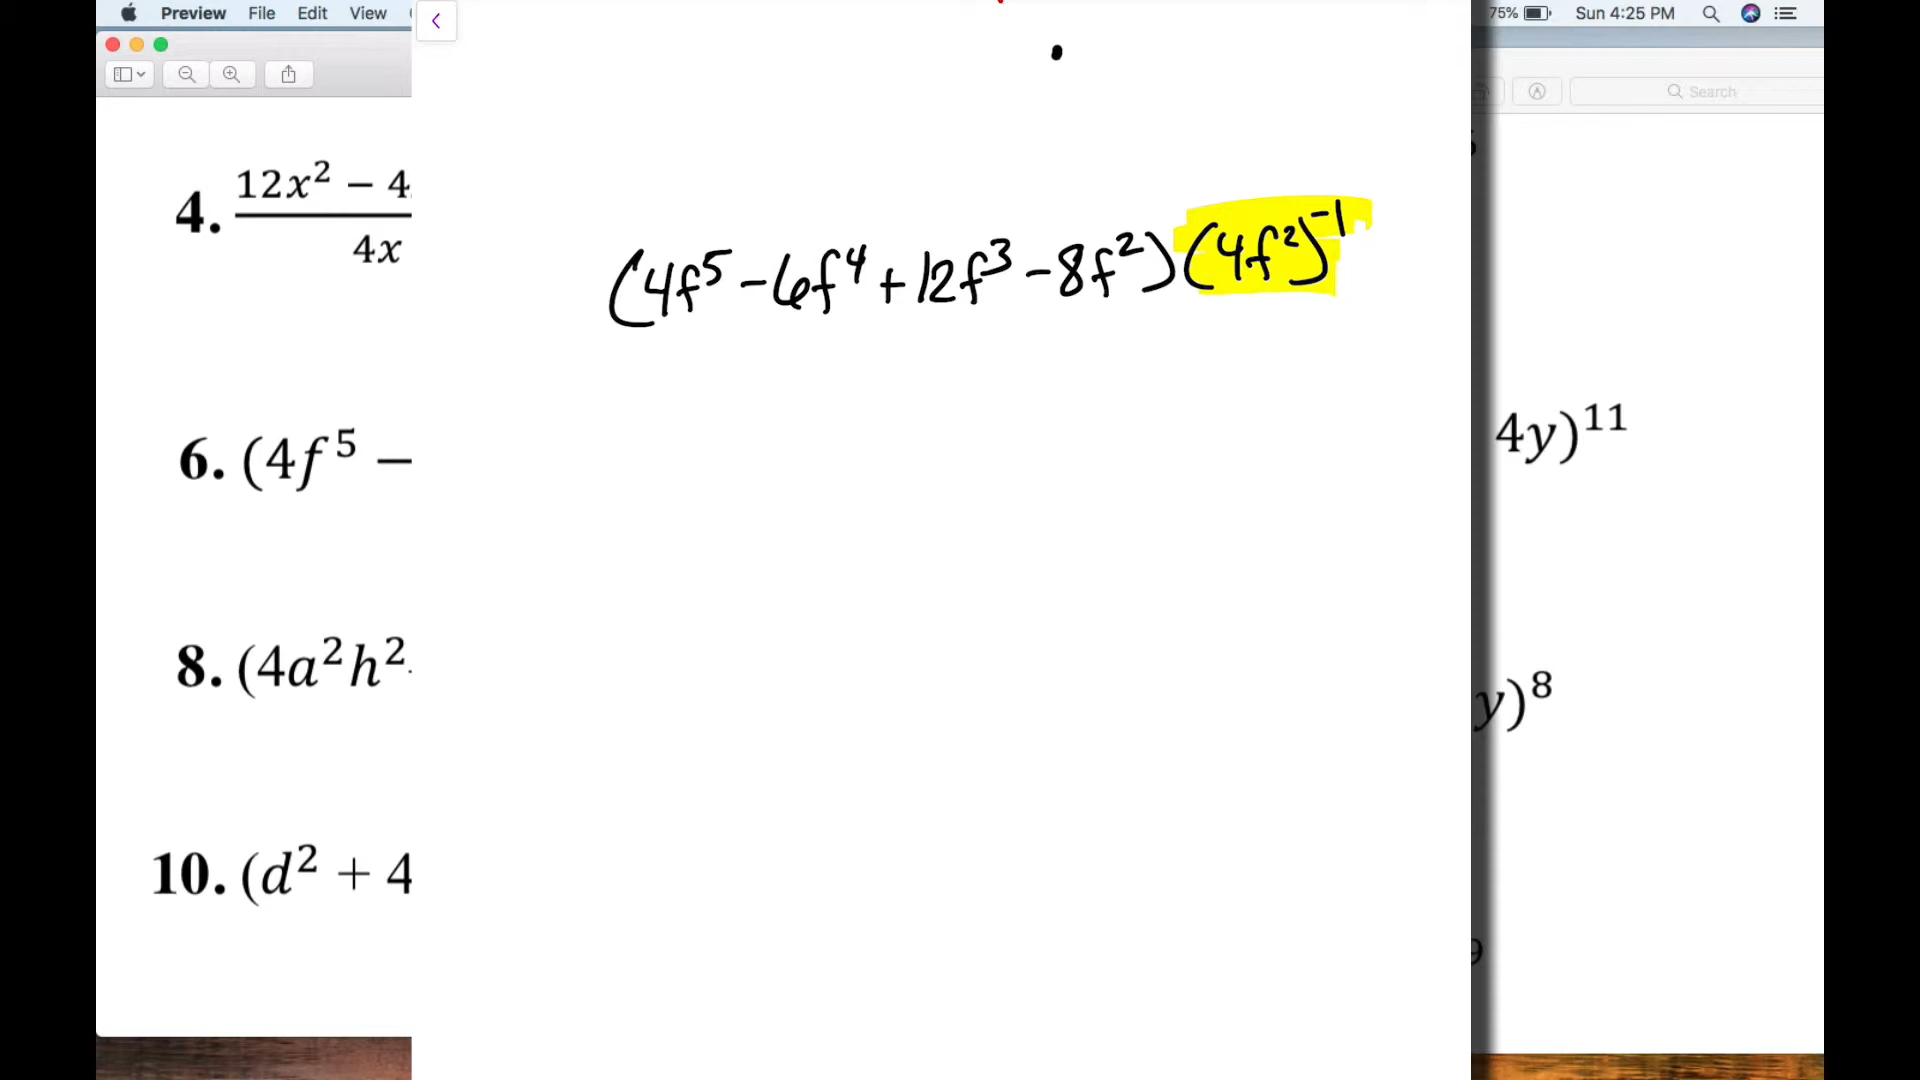 Preview File Edit View
75% Sun 4:25 PM
Search
4. 12x² − 4
4x
(4f⁵ − 6f⁴ + 12f³ − 8f²)(4f²)⁻¹
4y)¹¹
6. (4f⁵ −
8. (4a²h²
y)⁸
10. (d² + 4
9